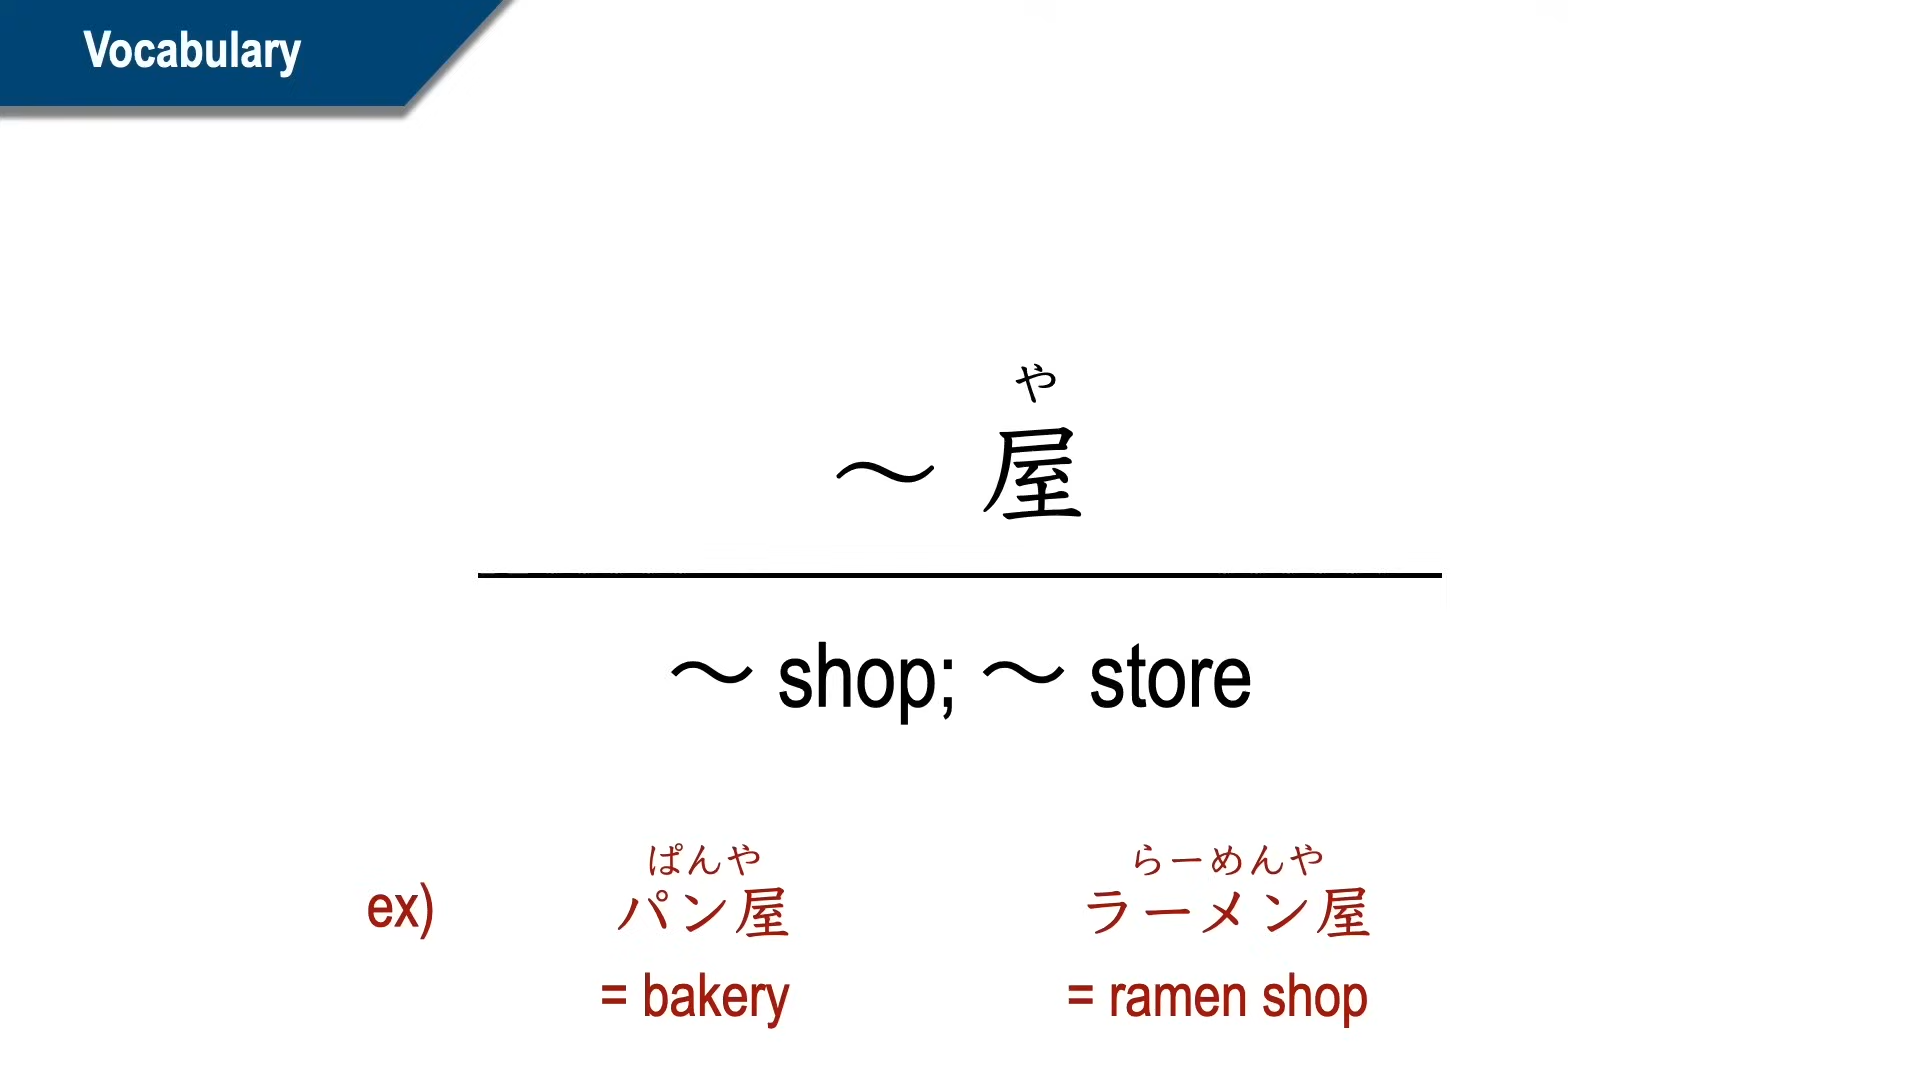 Vocabulary
や
～ 屋
～ shop; ～ store
ぱんや らーめんや
ex) パン屋 ラーメン屋
= bakery = ramen shop